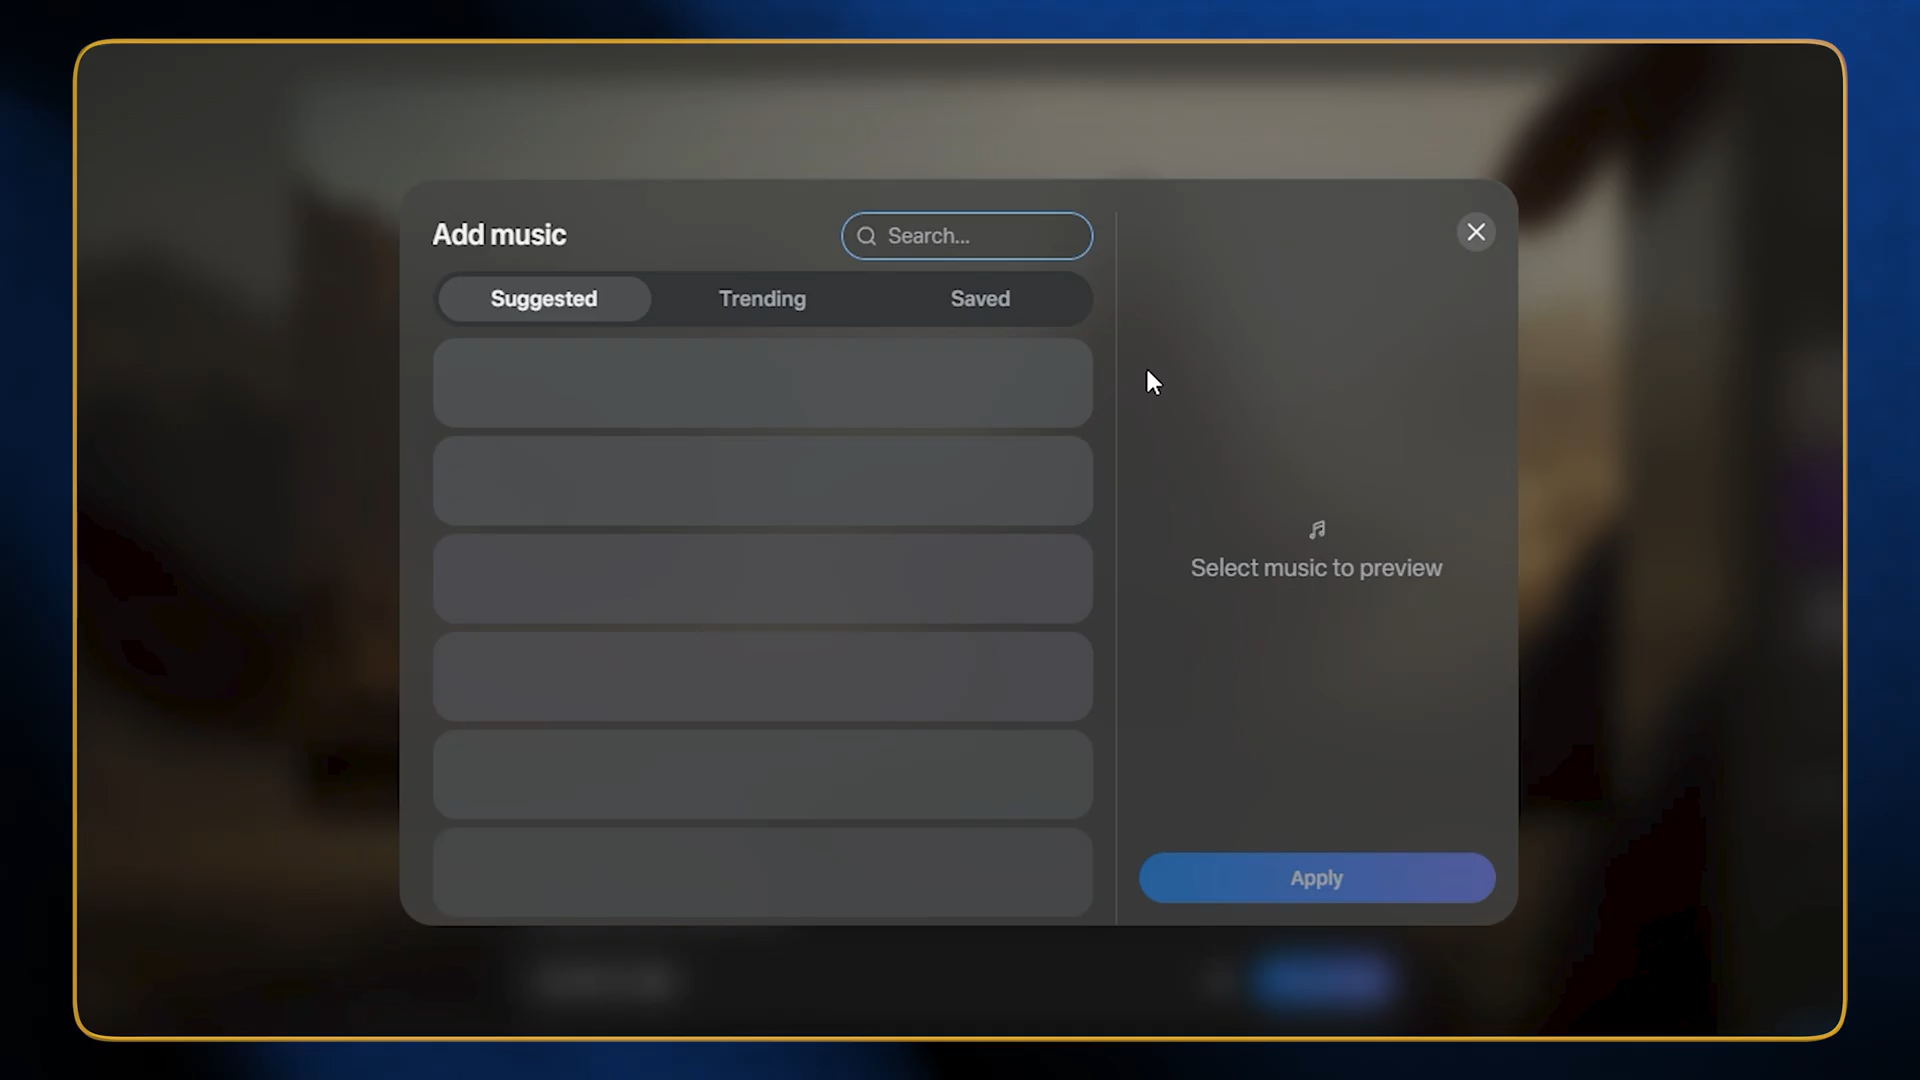 Add music
Search...
Suggested
Trending
Saved
Select music to preview
Apply